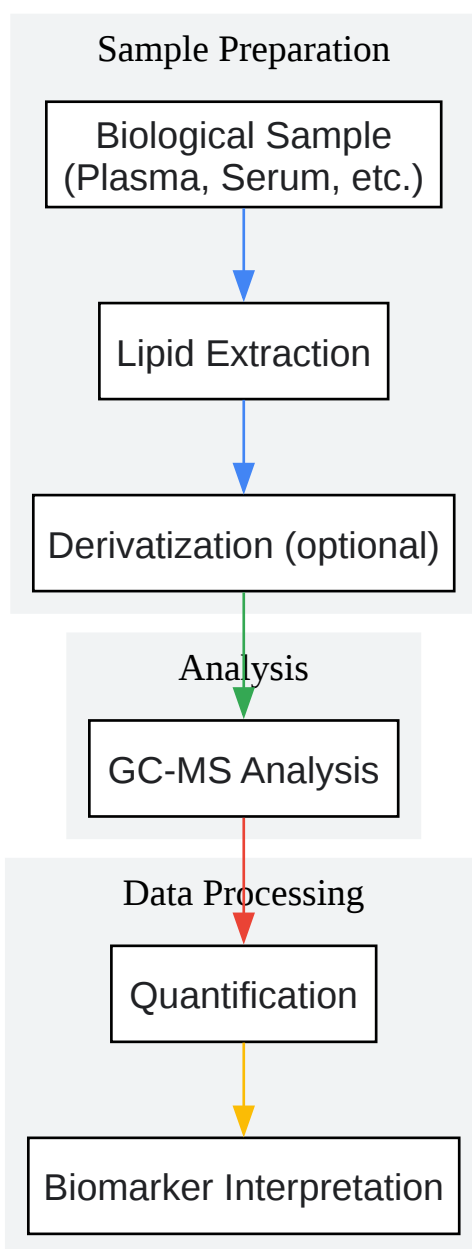 Sample Preparation
Biological Sample
(Plasma, Serum, etc.)
Lipid Extraction
Derivatization (optional)
Analysis
GC-MS Analysis
Data Processing
Quantification
Biomarker Interpretation